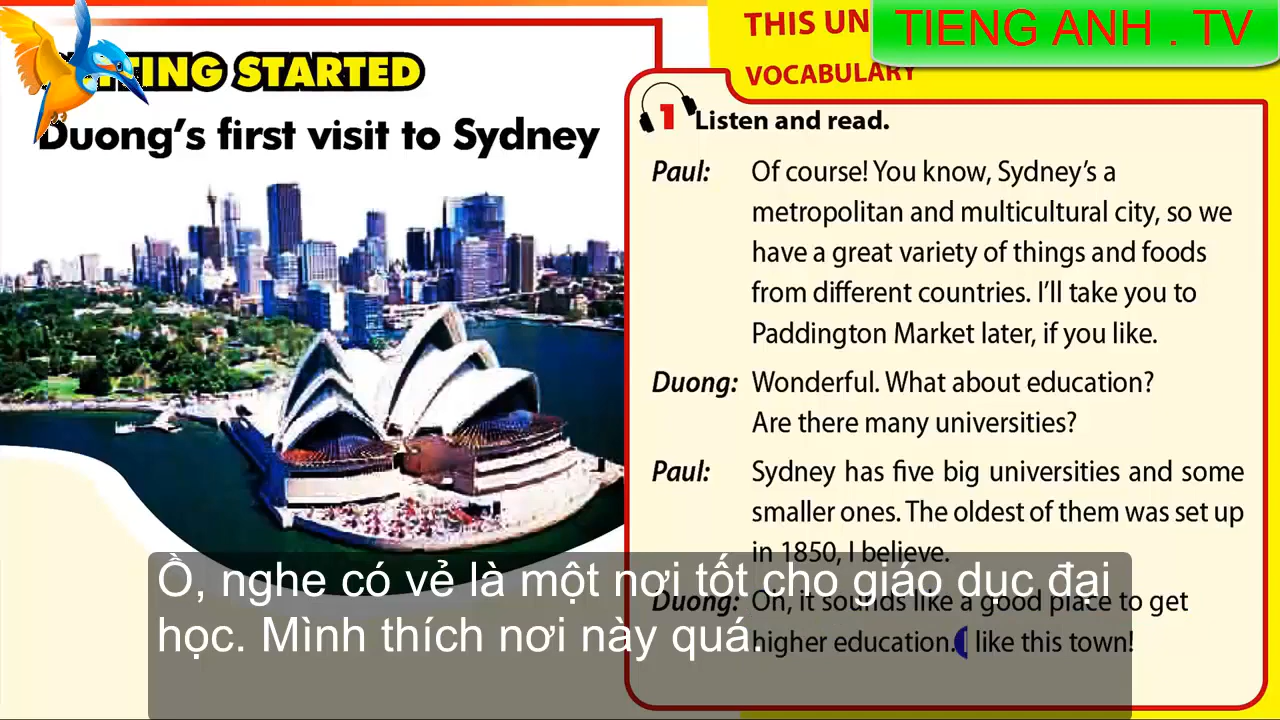 TING STARTED
Duong's first visit to Sydney
THIS UN
VOCABULARY
TIENG ANH . TV
1 Listen and read.
Paul: Of course! You know, Sydney's a
metropolitan and multicultural city, so we
have a great variety of things and foods
from different countries. I'll take you to
Paddington Market later, if you like.
Duong: Wonderful. What about education?
Are there many universities?
Paul: Sydney has five big universities and some
smaller ones. The oldest of them was set up
in 1850, I believe.
Duong: Oh, it sounds like a good place to get
higher education. I like this town!
Ồ, nghe có vẻ là một nơi tốt cho giáo dục đại
học. Mình thích nơi này quá.